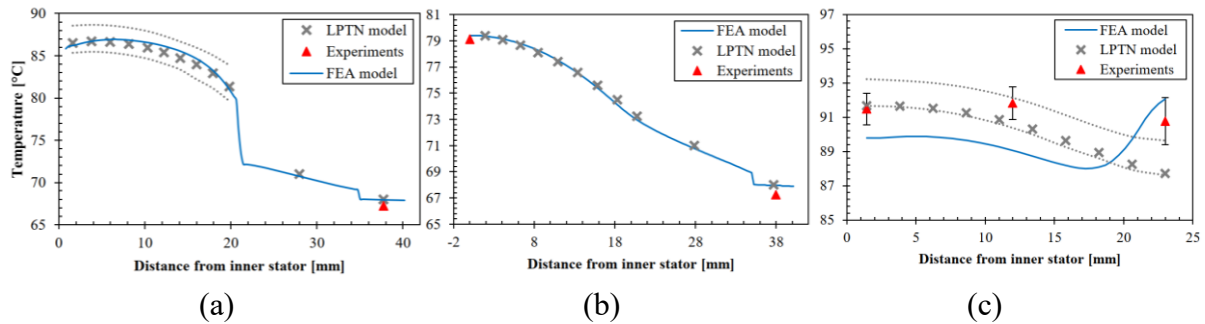 90
85
80
75
70
65
Temperature [°C]
0
10
20
30
40
Distance from inner stator [mm]
LPTN model
Experiments
FEA model
(a)
81
79
77
75
73
71
69
67
65
-2
8
18
28
38
Distance from inner stator [mm]
FEA model
LPTN model
Experiments
(b)
97
95
93
91
89
87
85
0
5
10
15
20
25
Distance from inner stator [mm]
FEA model
LPTN model
Experiments
(c)